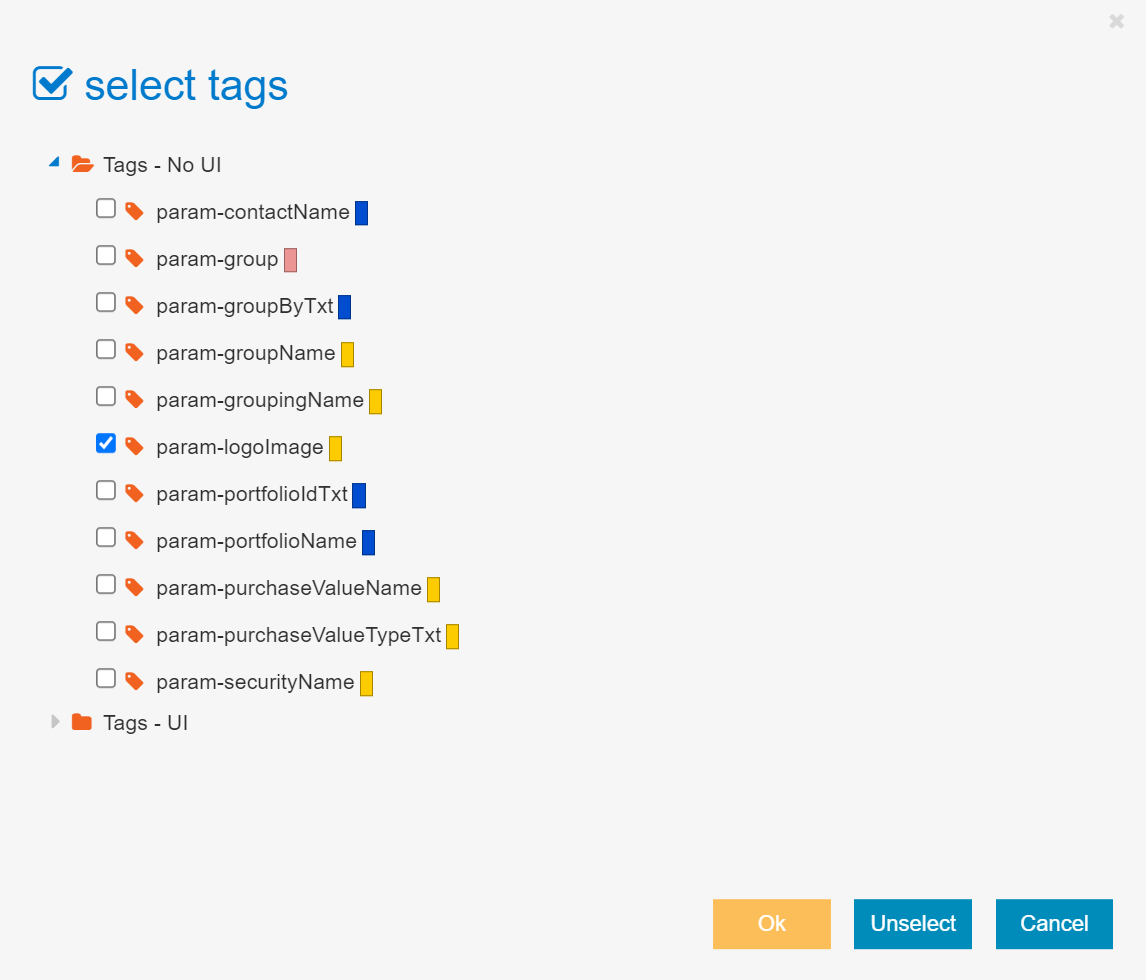 select tags
Tags - No UI
param-contactName
param-group
param-groupByTxt
param-groupName
param-groupingName
param-logoImage
param-portfolioIdTxt
param-portfolioName
param-purchaseValueName
param-purchaseValueTypeTxt
param-securityName
Tags - UI
Ok Unselect Cancel